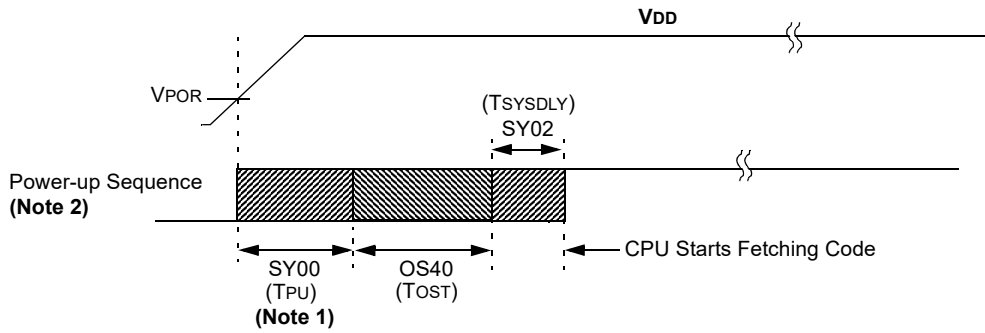 VDD
VPOR
(TSYSDLY)
SY02
Power-up Sequence
(Note 2)
CPU Starts Fetching Code
SY00
(TPU)
(Note 1)
OS40
(TOST)